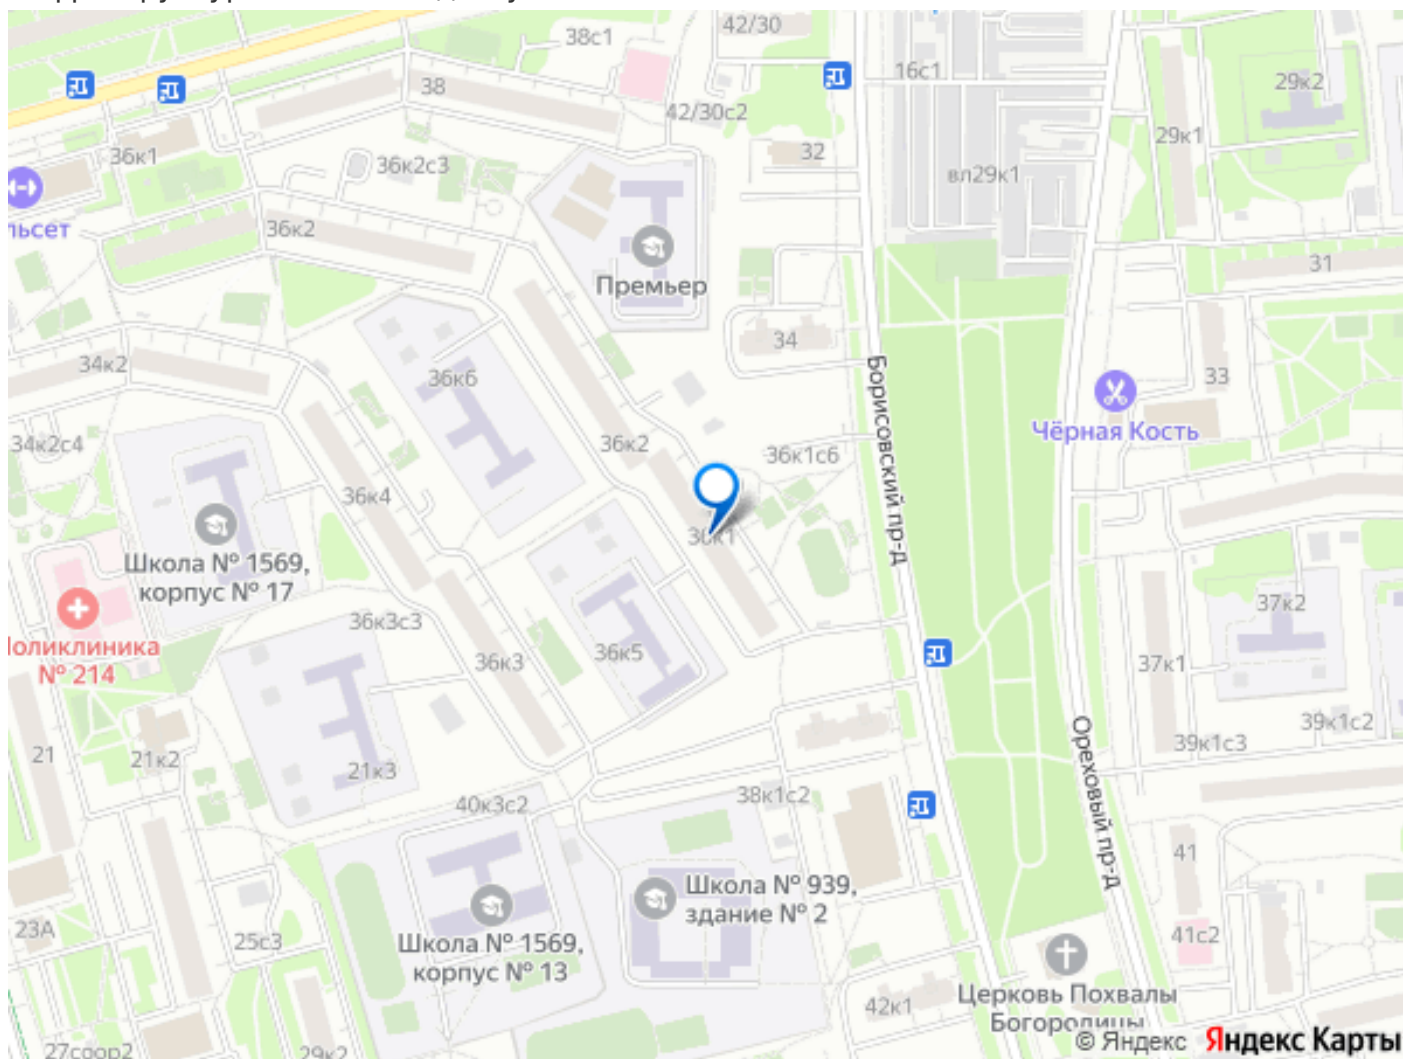 38с1
42/30
16с1
29к2
38
42/30с2
29к1
36к1
36к2с3
32
вл29к1
льсет
36к2
31
Премьер
34
34к2
36к6
33
Борисовский пр-д
Чёрная Кость
34к2с4
36к2
36к1с6
36к4
Школа № 1569,
корпус № 17
37к2
36к3с3
оликлиника
№ 214
36к3
36к5
37к1
39к1с2
Ореховый пр-д
39к1с3
21
21к2
21к3
40к3с2
38к1с2
41
Школа № 939,
здание № 2
23А
25с3
Школа № 1569,
корпус № 13
41с2
42к1
Церковь Похвалы
Богородицы
27соор2
29к2
© Яндекс Яндекс Карты